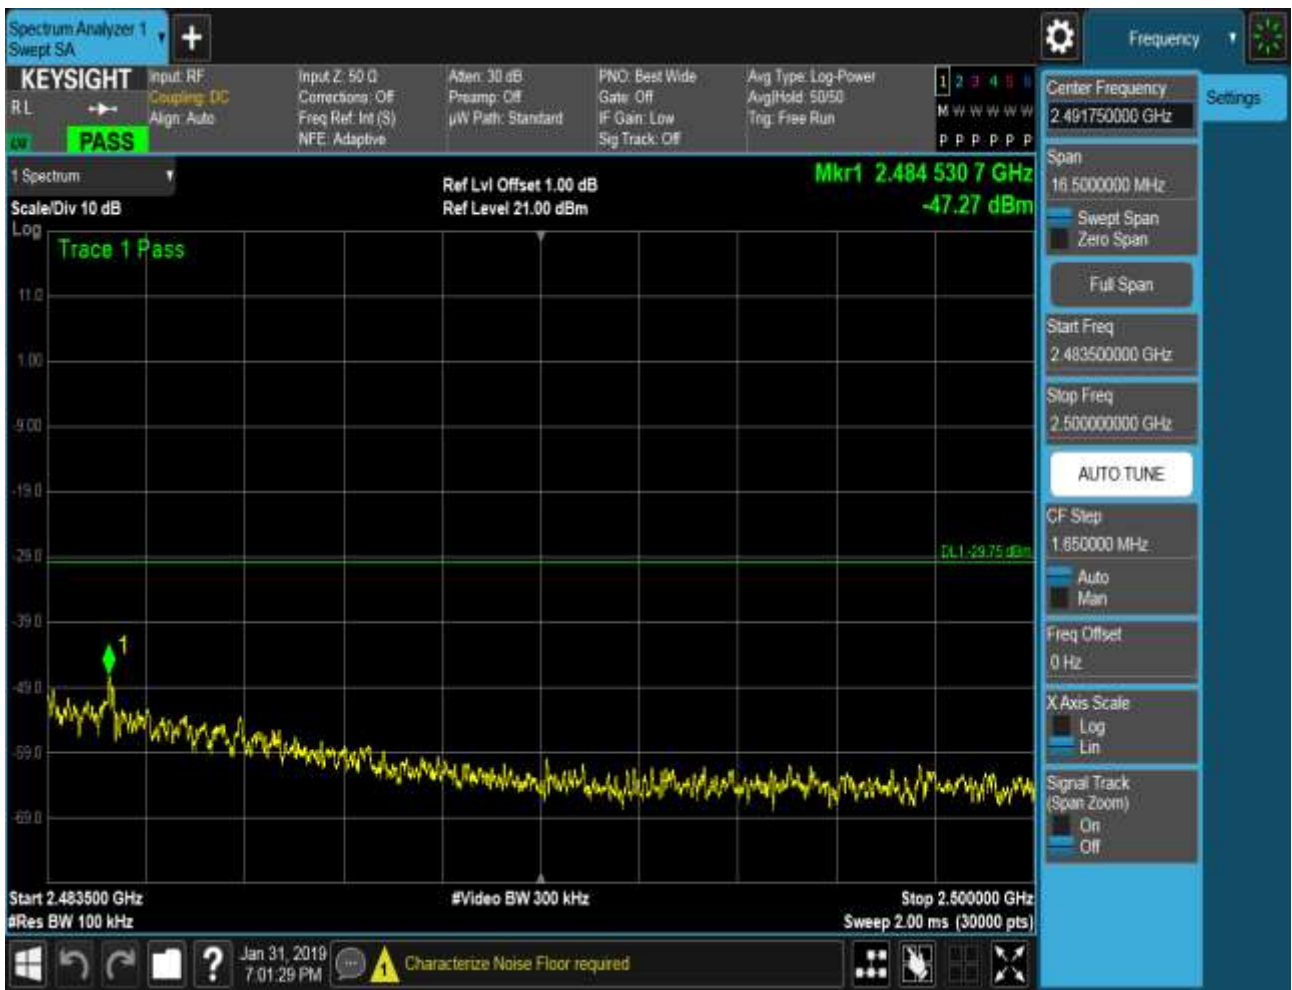 Spectrum Analyzer 1
Swept SA
+
Frequency
KEYSIGHT
R L
PASS
Input: RF
Coupling: DC
Align: Auto
Input Z: 50 Ω
Corrections: Off
Freq Ref: Int (S)
NFE: Adaptive
Atten: 30 dB
Preamp: Off
µW Path: Standard
PNO: Best Wide
Gate: Off
IF Gain: Low
Sig Track: Off
Avg Type: Log-Power
Avg|Hold: 50/50
Trig: Free Run
1 2 3 4 5 6
M W W W W W
P P P P P P
1 Spectrum
Scale/Div 10 dB
Log
Ref Lvl Offset 1.00 dB
Ref Level 21.00 dBm
Mkr1 2.484 530 7 GHz
-47.27 dBm
Trace 1 Pass
11.0
1.00
-9.00
-19.0
-29.0
DL1 -29.75 dBm
-39.0
1
-49.0
-59.0
-69.0
Start 2.483500 GHz
#Res BW 100 kHz
#Video BW 300 kHz
Stop 2.500000 GHz
Sweep 2.00 ms (30000 pts)
?
Jan 31, 2019
7:01:29 PM
1
Characterize Noise Floor required
Center Frequency
2.491750000 GHz
Settings
Span
16.5000000 MHz
Swept Span
Zero Span
Full Span
Start Freq
2.483500000 GHz
Stop Freq
2.500000000 GHz
AUTO TUNE
CF Step
1.650000 MHz
Auto
Man
Freq Offset
0 Hz
X Axis Scale
Log
Lin
Signal Track
(Span Zoom)
On
Off